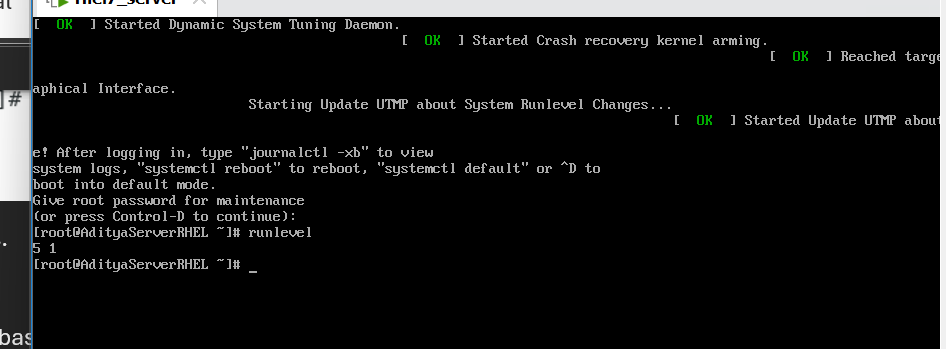 rhel7_server
[  OK  ] Started Dynamic System Tuning Daemon.
[  OK  ] Started Crash recovery kernel arming.
[  OK  ] Reached targe
aphical Interface.
]#
Starting Update UTMP about System Runlevel Changes...
[  OK  ] Started Update UTMP about
e! After logging in, type "journalctl -xb" to view
system logs, "systemctl reboot" to reboot, "systemctl default" or ^D to
boot into default mode.
Give root password for maintenance
(or press Control-D to continue):
[root@AdityaServerRHEL ~]# runlevel
5 1
[root@AdityaServerRHEL ~]# _
bas